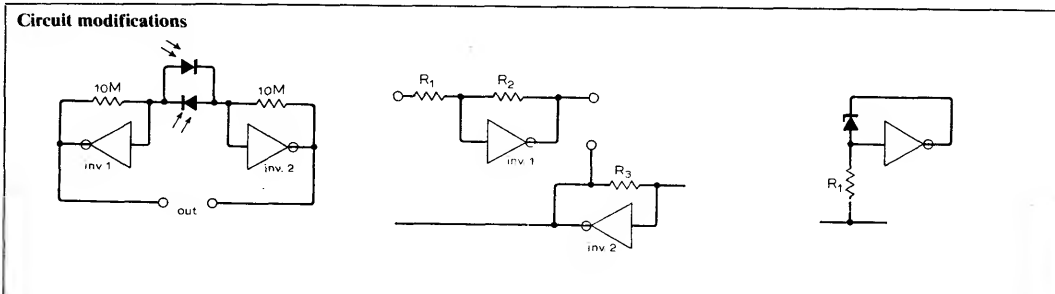 Circuit modifications
10M
10M
inv. 1
inv. 2
out
R1
R2
inv. 1
R3
inv. 2
R1